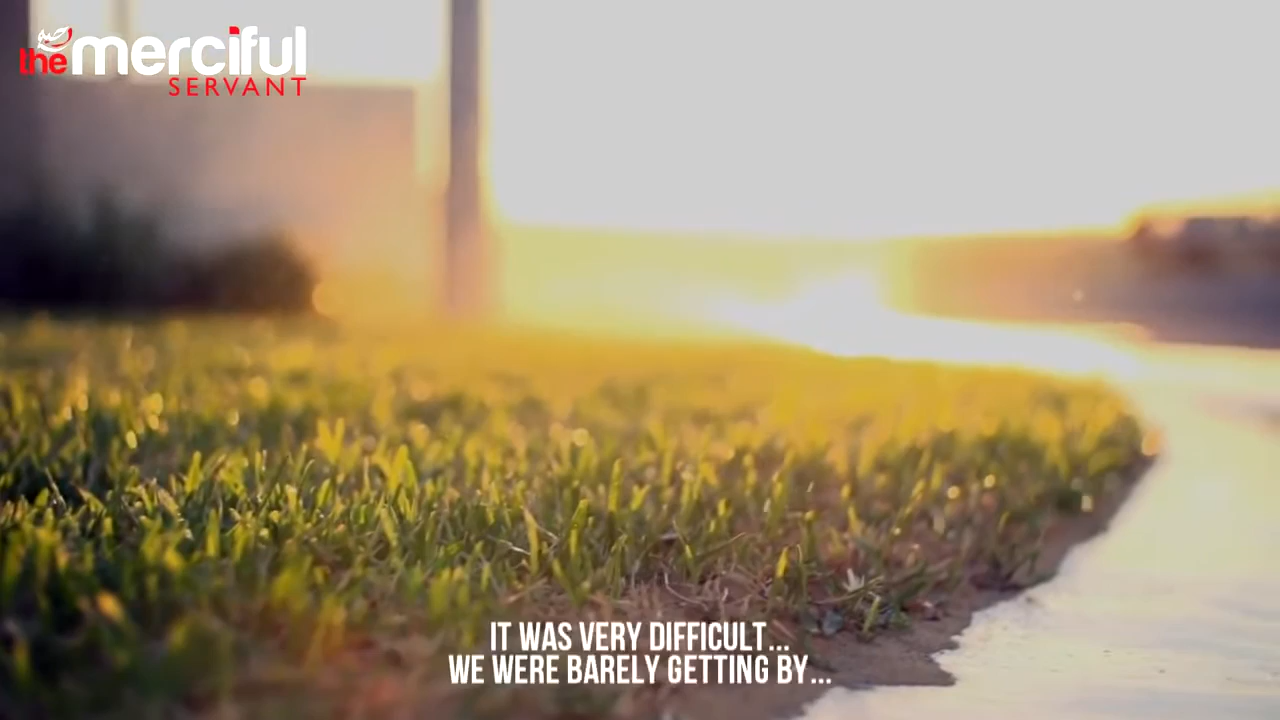 the merciful
SERVANT
IT WAS VERY DIFFICULT...
WE WERE BARELY GETTING BY...